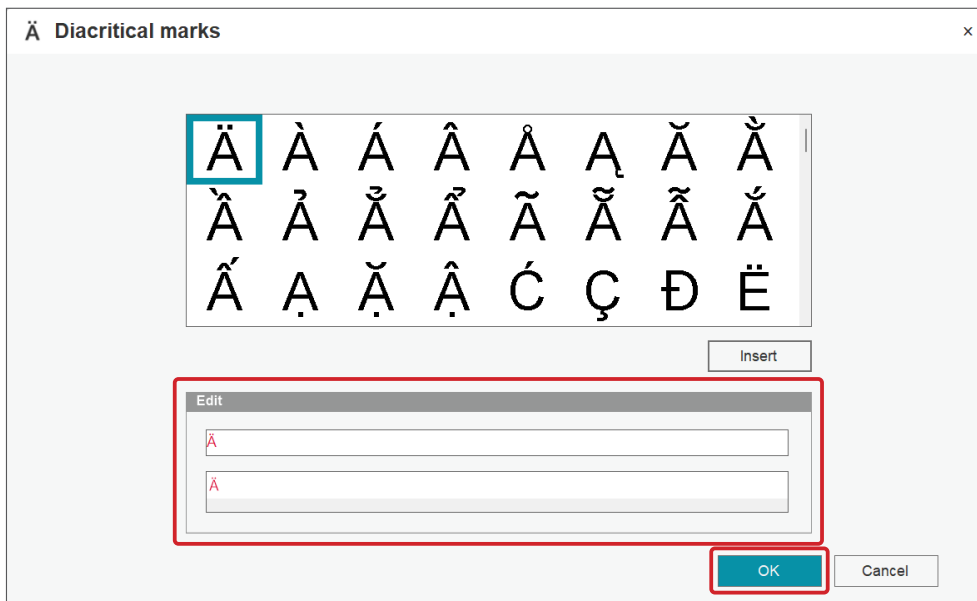 Ä Diacritical marks ×
Ä À Á Â Å Ą Ă Ằ
Ầ Ả Ẳ Ẩ Ã Ẵ Ẫ Ắ
Ấ Ạ Ặ Ậ Ć Ç Đ Ë
Insert
Edit
Ä
Ä
OK Cancel